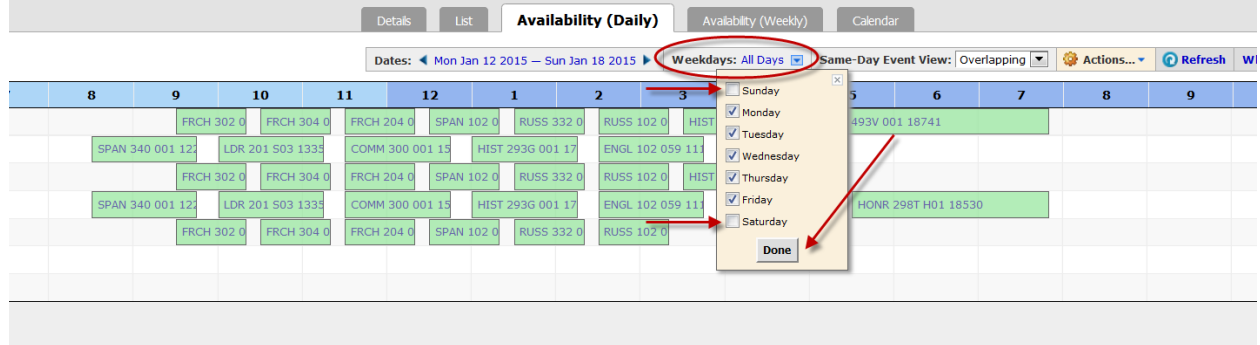 Details List Availability (Daily) Availability (Weekly) Calendar
Dates: Mon Jan 12 2015 — Sun Jan 18 2015 Weekdays: All Days Same-Day Event View: Overlapping Actions... Refresh
8 9 10 11 12 1 2 3 5 6 7 8 9
FRCH 302 0 FRCH 304 0 FRCH 204 0 SPAN 102 0 RUSS 332 0 RUSS 102 0 HIST 493V 001 18741
SPAN 340 001 122 LDR 201 S03 1335 COMM 300 001 15 HIST 293G 001 17 ENGL 102 059 111
FRCH 302 0 FRCH 304 0 FRCH 204 0 SPAN 102 0 RUSS 332 0 RUSS 102 0 HIST
SPAN 340 001 122 LDR 201 S03 1335 COMM 300 001 15 HIST 293G 001 17 ENGL 102 059 111 HONR 298T H01 18530
FRCH 302 0 FRCH 304 0 FRCH 204 0 SPAN 102 0 RUSS 332 0 RUSS 102 0
Sunday
Monday
Tuesday
Wednesday
Thursday
Friday
Saturday
Done